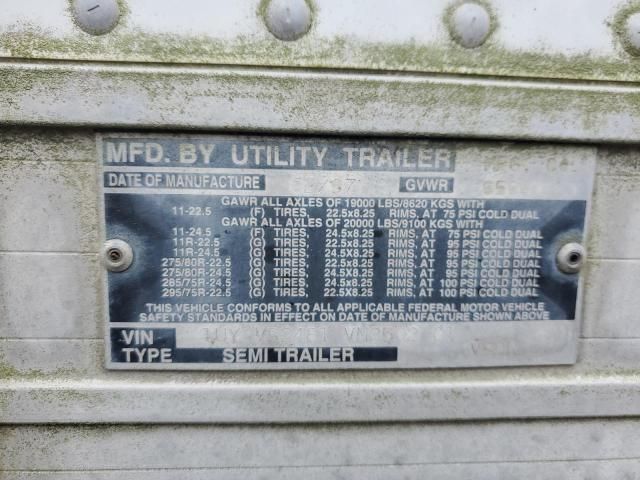 MFD. BY UTILITY TRAILER
DATE OF MANUFACTURE GVWR
GAWR ALL AXLES OF 19000 LBS/8620 KGS WITH
11-22.5 (F) TIRES, 22.5x8.25 RIMS, AT 75 PSI COLD DUAL
GAWR ALL AXLES OF 20000 LBS/9100 KGS WITH
11-24.5 (F) TIRES, 24.5x8.25 RIMS, AT 75 PSI COLD DUAL
11R-22.5 (G) TIRES, 22.5x8.25 RIMS, AT 95 PSI COLD DUAL
11R-24.5 (G) TIRES, 24.5x8.25 RIMS, AT 95 PSI COLD DUAL
275/80R-22.5 (G) TIRES, 22.5X8.25 RIMS, AT 95 PSI COLD DUAL
275/80R-24.5 (G) TIRES, 24.5X8.25 RIMS, AT 95 PSI COLD DUAL
285/75R-24.5 (G) TIRES, 24.5X8.25 RIMS, AT 100 PSI COLD DUAL
295/75R-22.5 (G) TIRES, 22.5X8.25 RIMS, AT 100 PSI COLD DUAL
THIS VEHICLE CONFORMS TO ALL APPLICABLE FEDERAL MOTOR VEHICLE
SAFETY STANDARDS IN EFFECT ON DATE OF MANUFACTURE SHOWN ABOVE
VIN
TYPE SEMI TRAILER